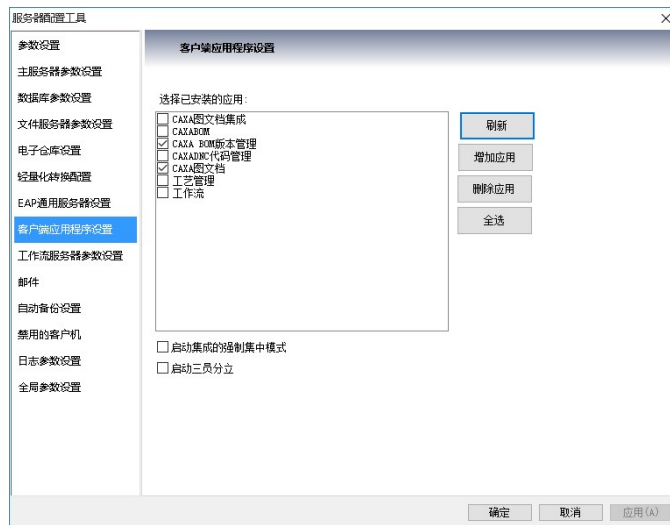 服务器配置工具
参数设置
主服务器参数设置
数据库参数设置
文件服务器参数设置
电子仓库设置
轻量化转换配置
EAP通用服务器设置
客户端应用程序设置
工作流服务器参数设置
邮件
自动备份设置
禁用的客户机
日志参数设置
全局参数设置
客户端应用程序设置
选择已安装的应用:
CAXA图文档集成
CAXABOM
CAXA BOM版本管理
CAXADNC代码管理
CAXA图文档
工艺管理
工作流
刷新
增加应用
删除应用
全选
启动集成的强制集中模式
启动三员分立
确定
取消
应用(A)